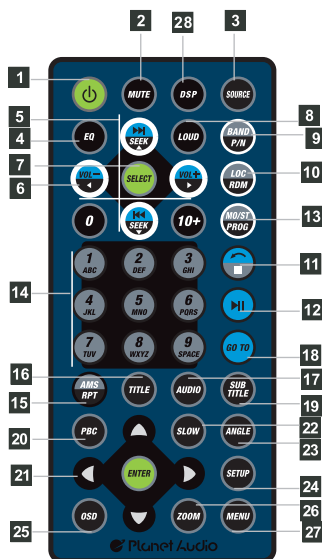 2 28 3
1 MUTE DSP SOURCE
5 8
4 EQ SEEK LOUD BAND P/N 9
7
6 VOL− SELECT VOL+ LOC RDM 10
0 SEEK 10+ MO/ST PROG 13
14 1 ABC 2 DEF 3 GHI 11
4 JKL 5 MNO 6 PQRS 12
7 TUV 8 WXYZ 9 SPACE GO TO 18
16 17
15 AMS RPT TITLE AUDIO SUB TITLE 19
20 PBC SLOW ANGLE 22
23
21 ENTER SETUP 24
25 OSD ZOOM MENU 26
27
Planet Audio